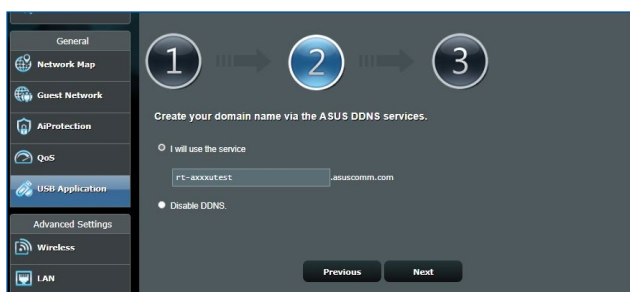 General
Network Map
Guest Network
AiProtection
QoS
USB Application
Advanced Settings
Wireless
LAN
1
2
3
Create your domain name via the ASUS DDNS services.
I will use the service
rt-axxxutest .asuscomm.com
Disable DDNS.
Previous Next